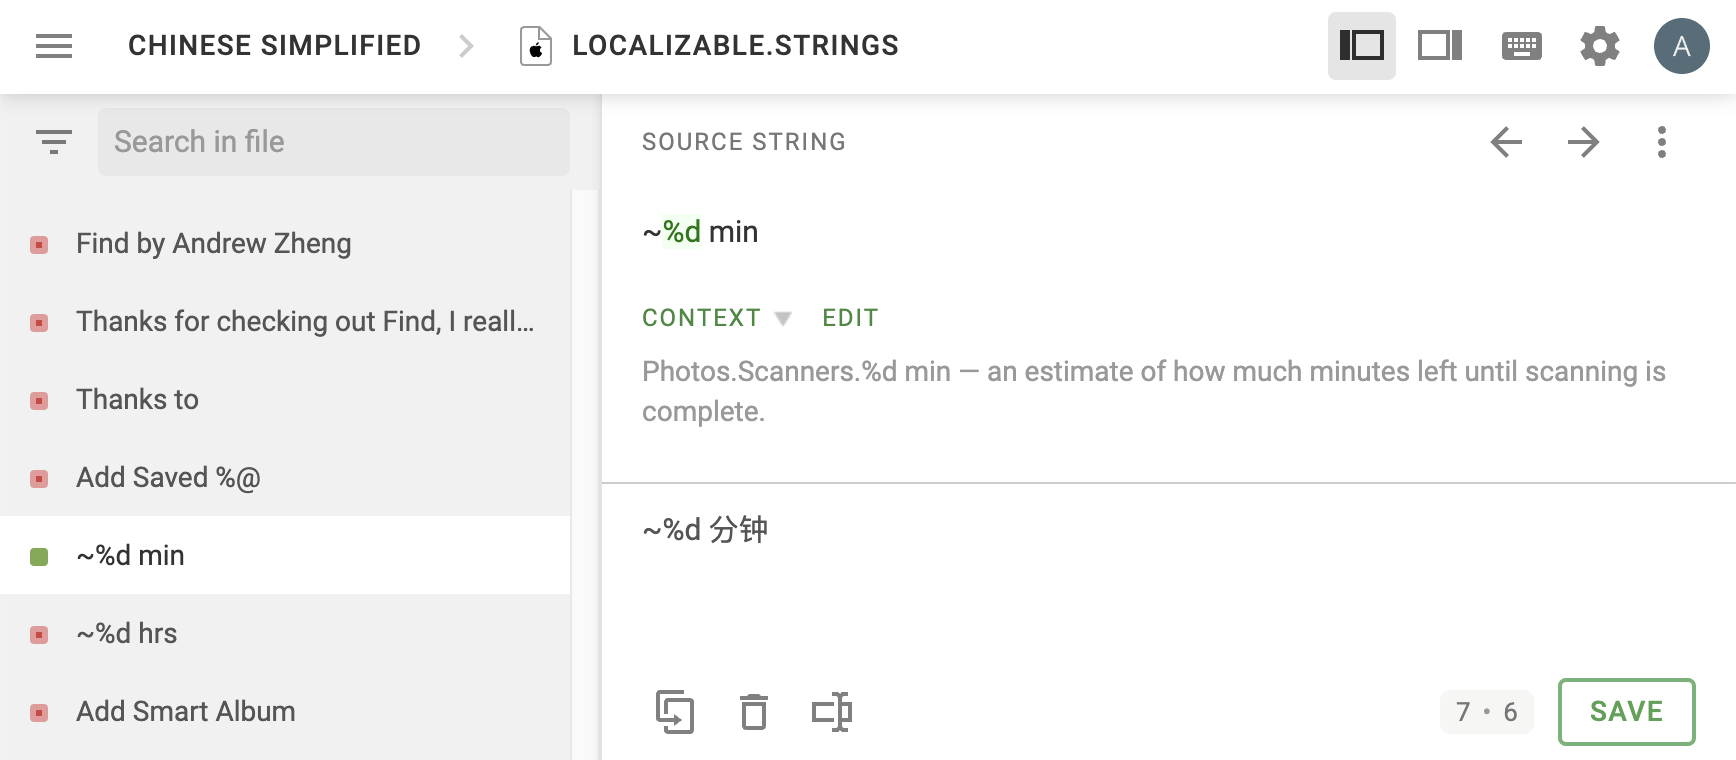 CHINESE SIMPLIFIED
LOCALIZABLE.STRINGS
A
Search in file
Find by Andrew Zheng
Thanks for checking out Find, I reall...
Thanks to
Add Saved %@
~%d min
~%d hrs
Add Smart Album
SOURCE STRING
~%d min
CONTEXT EDIT
Photos.Scanners.%d min — an estimate of how much minutes left until scanning is
complete.
~%d 分钟
7 • 6
SAVE